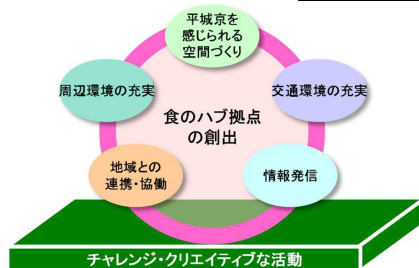 平城京を
感じられる
空間づくり
周辺環境の充実
交通環境の充実
食のハブ拠点
の創出
地域との
連携・協働
情報発信
チャレンジ・クリエイティブな活動